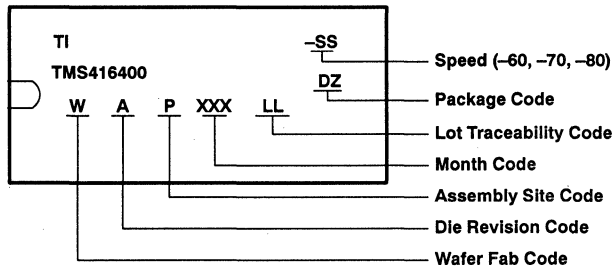 TI
–SS
TMS416400
DZ
W A P XXX LL
Speed (–60, –70, –80)
Package Code
Lot Traceability Code
Month Code
Assembly Site Code
Die Revision Code
Wafer Fab Code